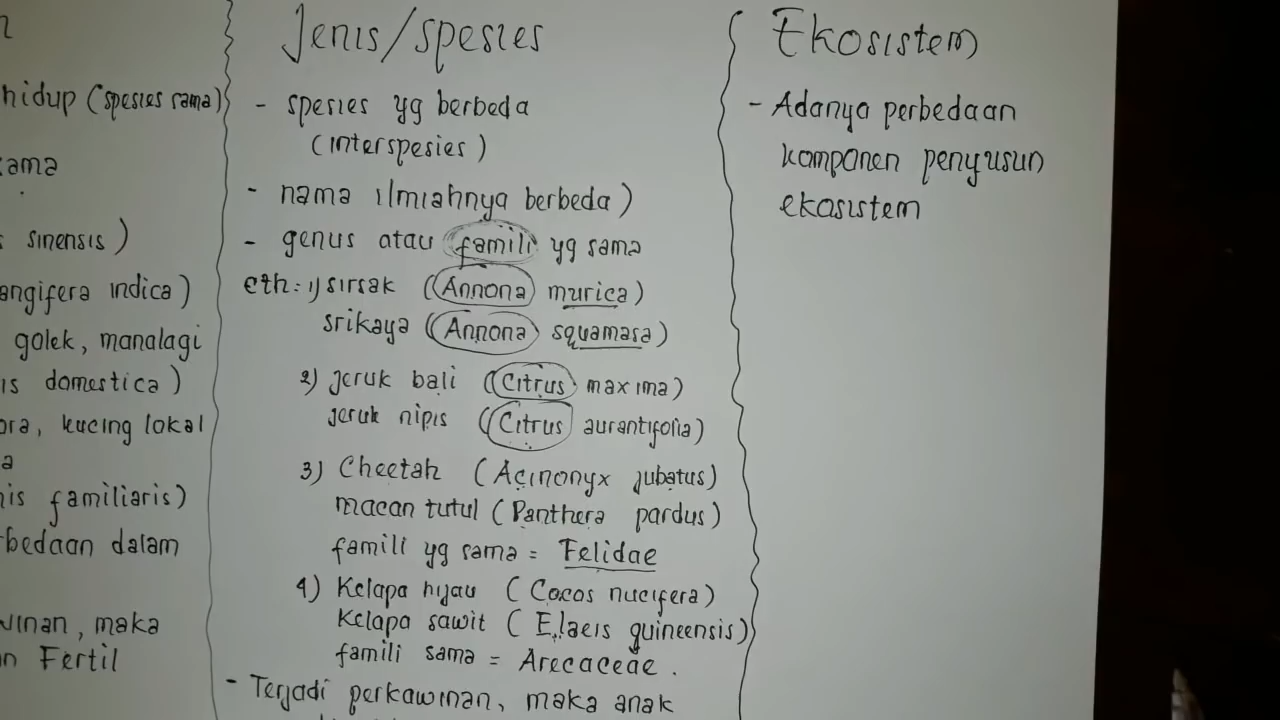 hidup (spesies sama)
sama
sinensis)
angifera indica)
golek, manalagi
is domestica)
ora, kucing lokal
a
nis familiaris)
bedaan dalam
winan, maka
n Fertil
Jenis/spesies
- spesies yg berbeda
(interspesies)
- nama ilmiahnya berbeda)
- genus atau famili yg sama
cth: 1) sirsak (Annona murica)
srikaya (Annona squamasa)
2) jeruk bali (Citrus maxima)
jeruk nipis (Citrus aurantifolia)
3) Cheetah (Acinonyx jubatus)
macan tutul (Panthera pardus)
famili yg sama = Felidae
4) Kelapa hijau (Cocos nucifera)
Kelapa sawit (Elaeis guineensis)
famili sama = Arecaceae.
- Terjadi perkawinan, maka anak
Ekosistem
- Adanya perbedaan
komponen penyusun
ekosistem